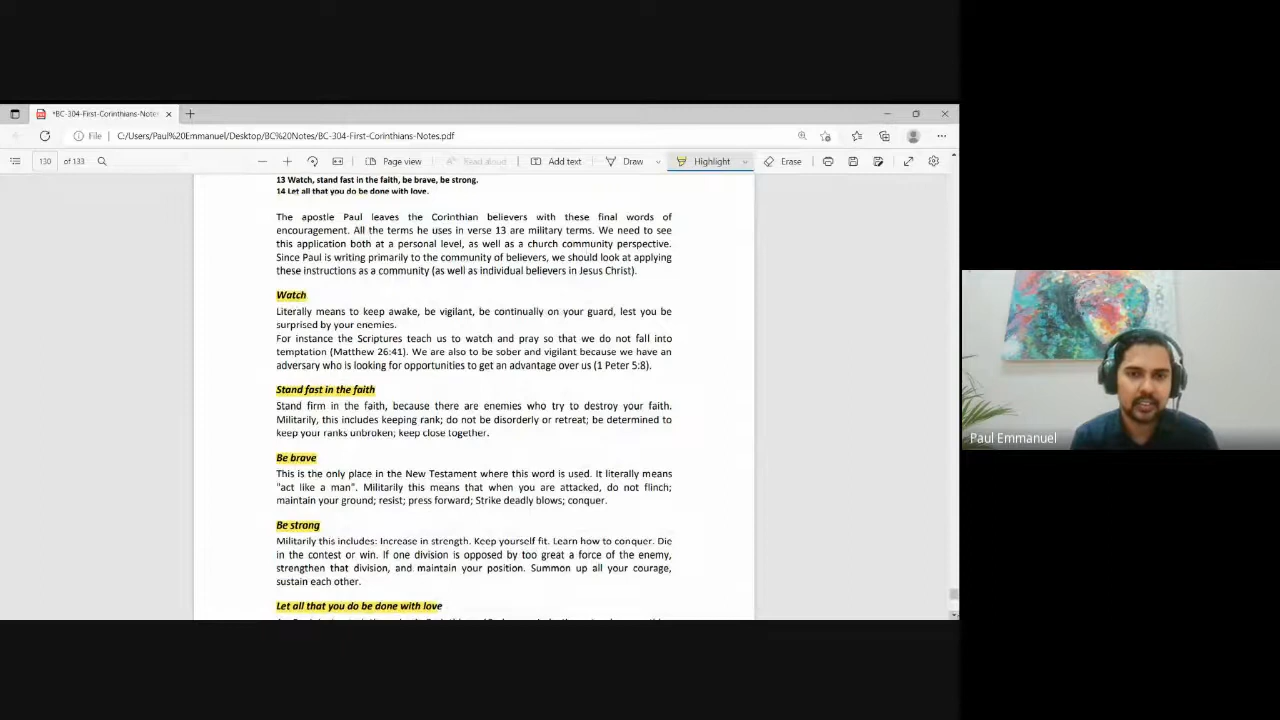 *BC-304-First-Corinthians-Notes
File
C:/Users/Paul%20Emmanuel/Desktop/BC%20Notes/BC-304-First-Corinthians-Notes.pdf
130 of 133
Page view
Read aloud
Add text
Draw
Highlight
Erase
13 Watch, stand fast in the faith, be brave, be strong.
14 Let all that you do be done with love.
The apostle Paul leaves the Corinthian believers with these final words of
encouragement. All the terms he uses in verse 13 are military terms. We need to see
this application both at a personal level, as well as a church community perspective.
Since Paul is writing primarily to the community of believers, we should look at applying
these instructions as a community (as well as individual believers in Jesus Christ).
Watch
Literally means to keep awake, be vigilant, be continually on your guard, lest you be
surprised by your enemies.
For instance the Scriptures teach us to watch and pray so that we do not fall into
temptation (Matthew 26:41). We are also to be sober and vigilant because we have an
adversary who is looking for opportunities to get an advantage over us (1 Peter 5:8).
Stand fast in the faith
Stand firm in the faith, because there are enemies who try to destroy your faith.
Militarily, this includes keeping rank; do not be disorderly or retreat; be determined to
keep your ranks unbroken; keep close together.
Be brave
This is the only place in the New Testament where this word is used. It literally means
"act like a man". Militarily this means that when you are attacked, do not flinch;
maintain your ground; resist; press forward; Strike deadly blows; conquer.
Be strong
Militarily this includes: Increase in strength. Keep yourself fit. Learn how to conquer. Die
in the contest or win. If one division is opposed by too great a force of the enemy,
strengthen that division, and maintain your position. Summon up all your courage,
sustain each other.
Let all that you do be done with love
Paul Emmanuel